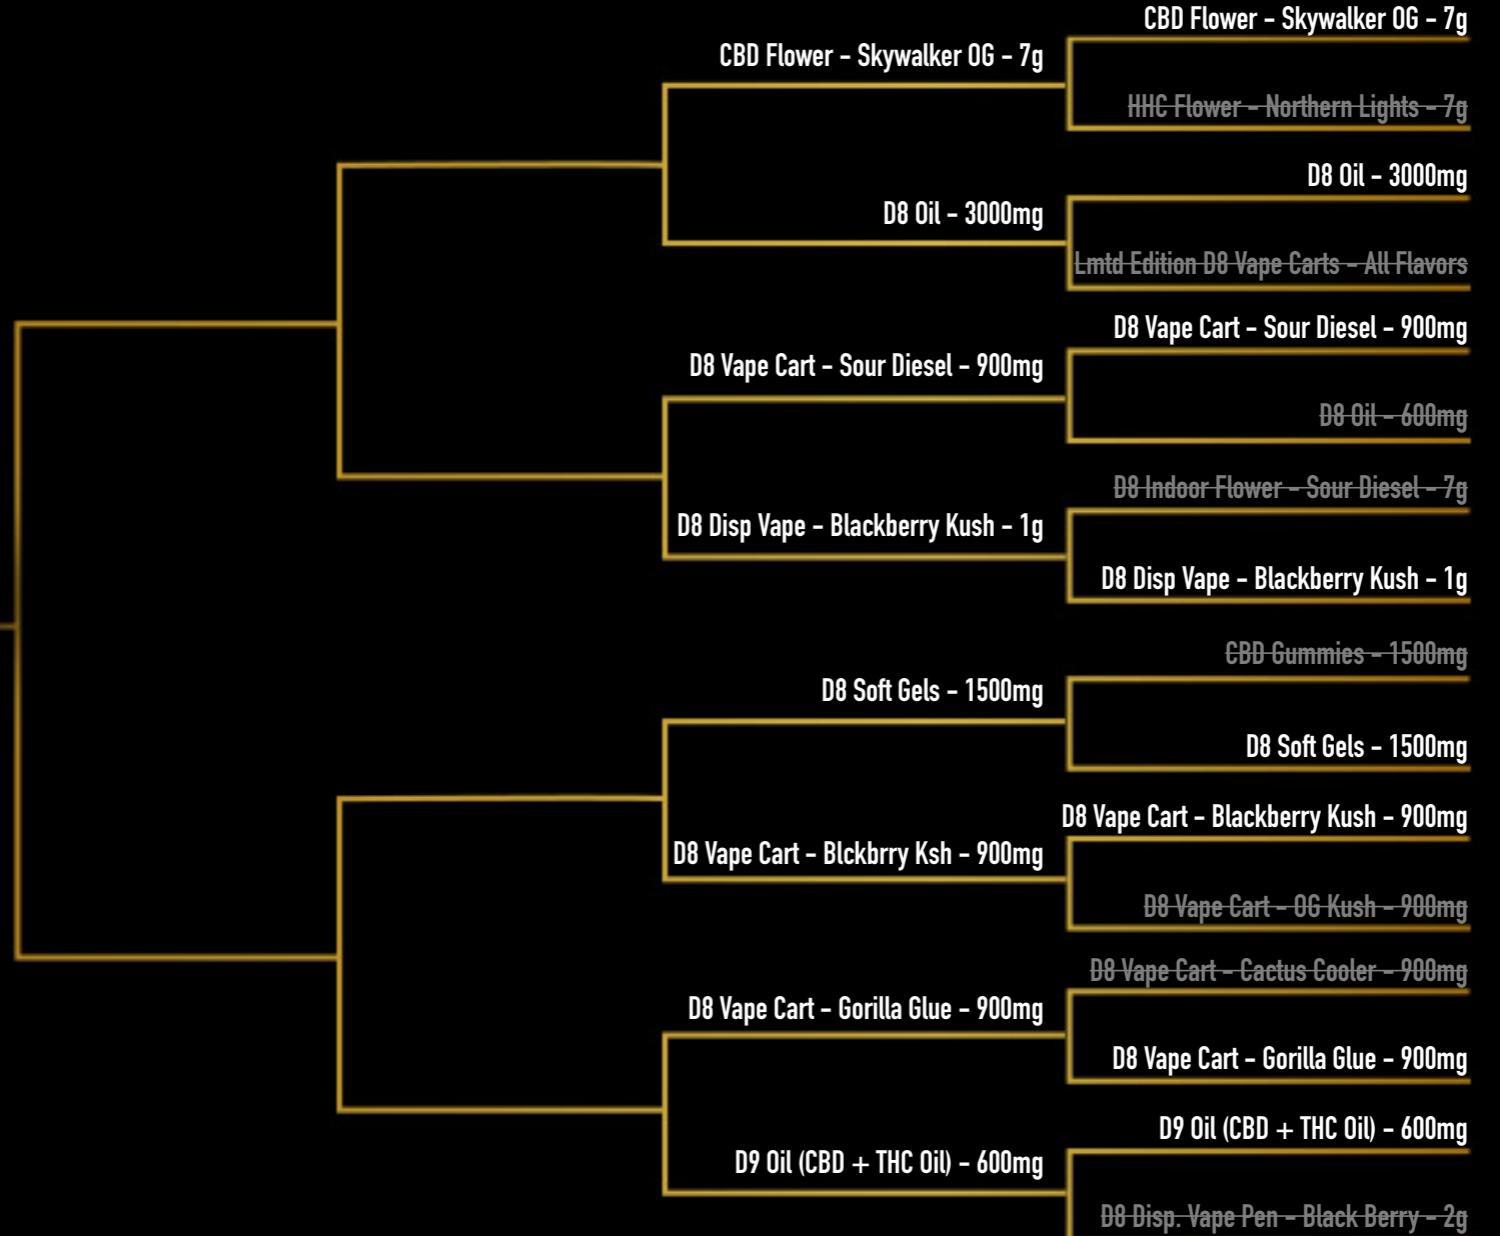 CBD Flower - Skywalker OG - 7g
CBD Flower - Skywalker OG - 7g
HHC Flower - Northern Lights - 7g
D8 Oil - 3000mg
D8 Oil - 3000mg
Lmtd Edition D8 Vape Carts - All Flavors
D8 Vape Cart - Sour Diesel - 900mg
D8 Vape Cart - Sour Diesel - 900mg
D8 Oil - 600mg
D8 Indoor Flower - Sour Diesel - 7g
D8 Disp Vape - Blackberry Kush - 1g
D8 Disp Vape - Blackberry Kush - 1g
CBD Gummies - 1500mg
D8 Soft Gels - 1500mg
D8 Soft Gels - 1500mg
D8 Vape Cart - Blackberry Kush - 900mg
D8 Vape Cart - Blckbrry Ksh - 900mg
D8 Vape Cart - OG Kush - 900mg
D8 Vape Cart - Cactus Cooler - 900mg
D8 Vape Cart - Gorilla Glue - 900mg
D8 Vape Cart - Gorilla Glue - 900mg
D9 Oil (CBD + THC Oil) - 600mg
D9 Oil (CBD + THC Oil) - 600mg
D8 Disp. Vape Pen - Black Berry - 2g